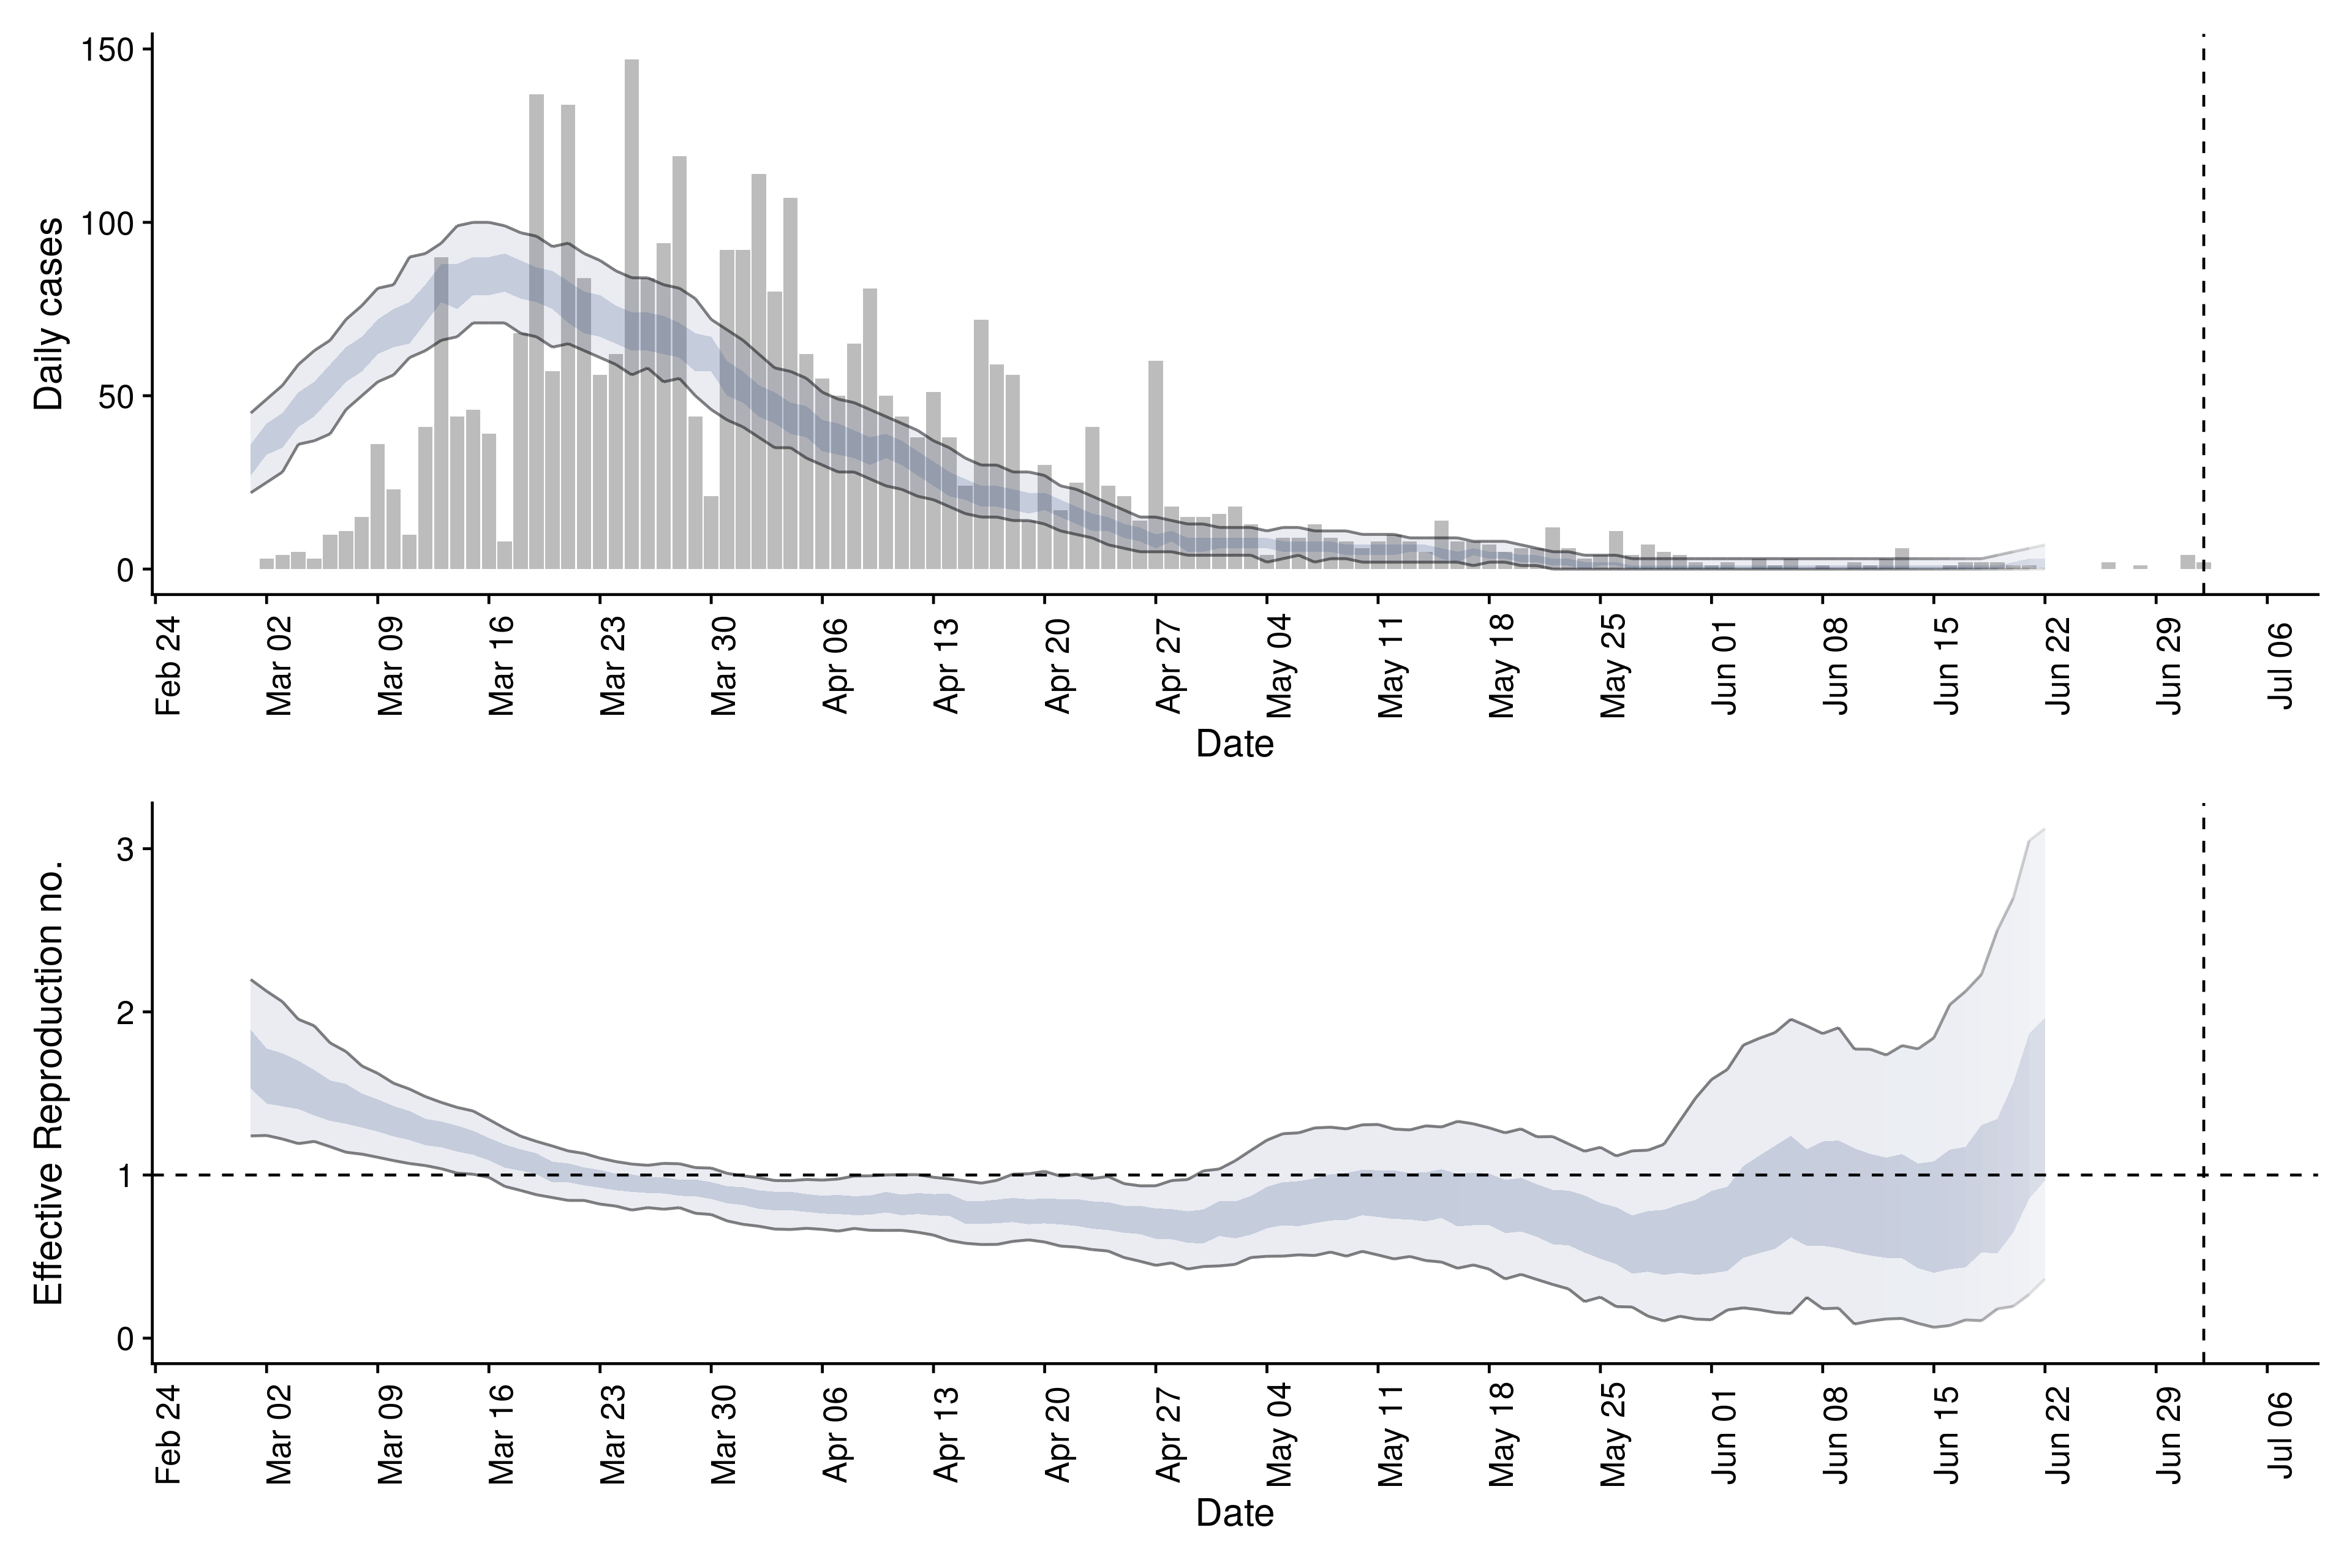 Daily cases
150
100
50
0
Feb 24
Mar 02
Mar 09
Mar 16
Mar 23
Mar 30
Apr 06
Apr 13
Apr 20
Apr 27
May 04
May 11
May 18
May 25
Jun 01
Jun 08
Jun 15
Jun 22
Jun 29
Jul 06
Date
Effective Reproduction no.
3
2
1
0
Feb 24
Mar 02
Mar 09
Mar 16
Mar 23
Mar 30
Apr 06
Apr 13
Apr 20
Apr 27
May 04
May 11
May 18
May 25
Jun 01
Jun 08
Jun 15
Jun 22
Jun 29
Jul 06
Date